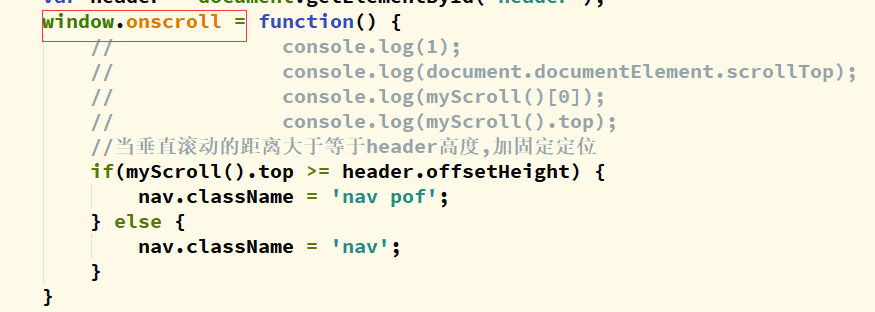 var header = document.getElementById('header');
window.onscroll = function() {
// console.log(1);
// console.log(document.documentElement.scrollTop);
// console.log(myScroll()[0]);
// console.log(myScroll().top);
//当垂直滚动的距离大于等于header高度,加固定定位
if(myScroll().top >= header.offsetHeight) {
nav.className = 'nav pof';
} else {
nav.className = 'nav';
}
}